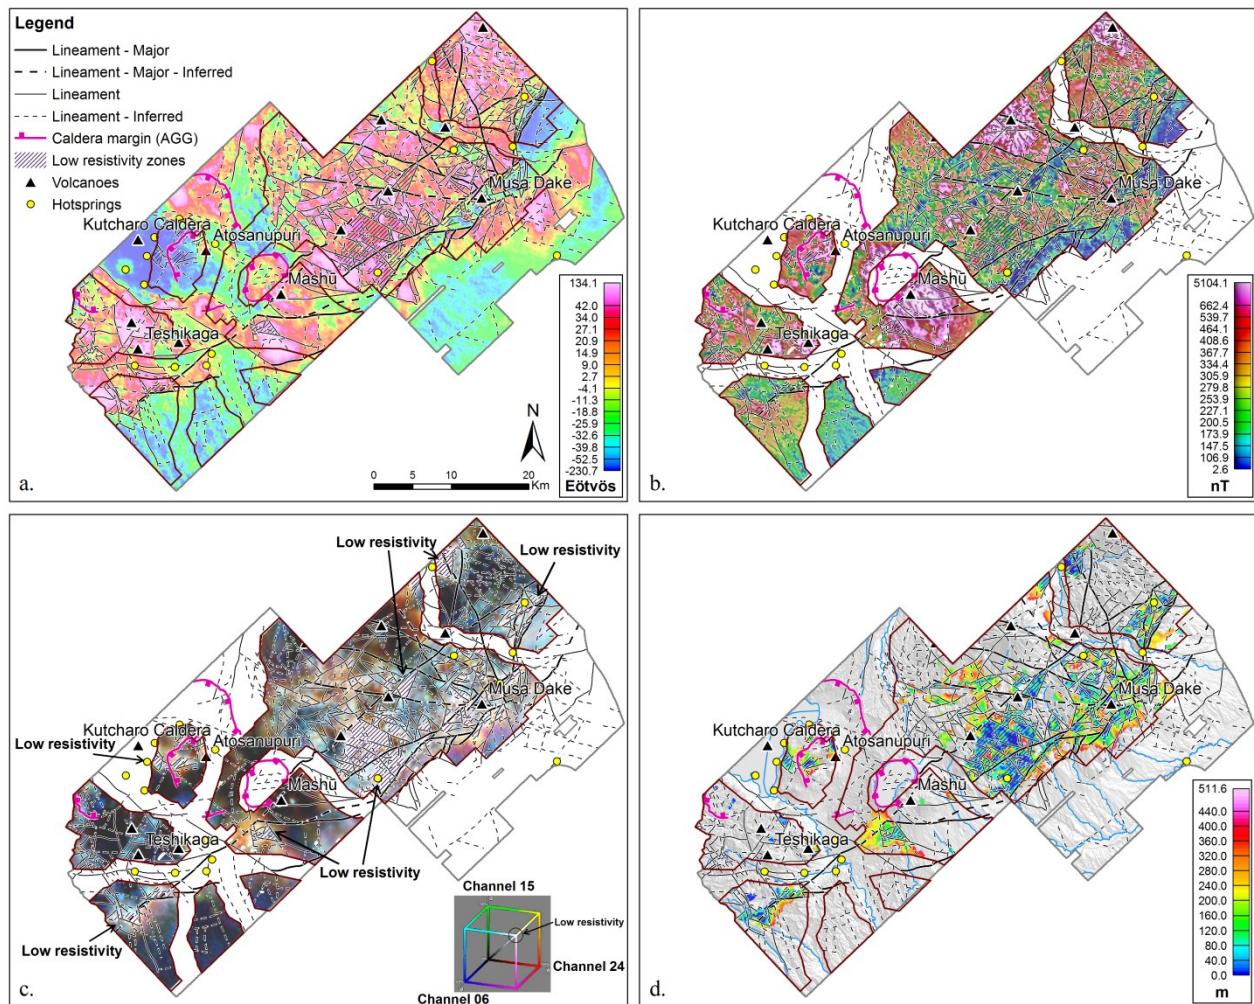 Legend
Lineament - Major
Lineament - Major - Inferred
Lineament
Lineament - Inferred
Caldera margin (AGG)
Low resistivity zones
Volcanoes
Hotsprings
Musa Dake
Kutcharo Caldera
Atosanupuri
Mashū
Teshikaga
134.1
42.0
34.0
27.1
20.9
14.9
9.0
2.7
-4.1
-11.3
-18.8
-25.9
-32.6
-39.8
-52.5
-230.7
Eötvös
N
0 5 10 20
Km
a.
Musa Dake
Kutcharo Caldera
Atosanupuri
Mashū
Teshikaga
5104.1
662.4
539.7
464.1
408.6
367.7
334.4
305.9
279.8
253.9
227.1
200.5
173.9
147.5
106.9
2.6
nT
b.
Low resistivity
Low resistivity
Musa Dake
Kutcharo Caldera
Atosanupuri
Low resistivity
Mashū
Teshikaga
Low resistivity
Low resistivity
Channel 15
Low resistivity
Channel 24
Channel 06
c.
Musa Dake
Kutcharo Caldera
Atosanupuri
Mashū
Teshikaga
511.6
440.0
400.0
360.0
320.0
280.0
240.0
200.0
160.0
120.0
80.0
40.0
0.0
m
d.